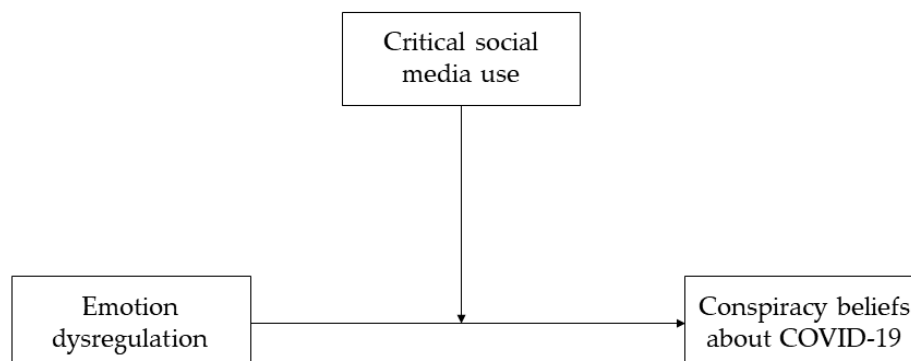 Critical social
media use
Emotion
dysregulation
Conspiracy beliefs
about COVID-19